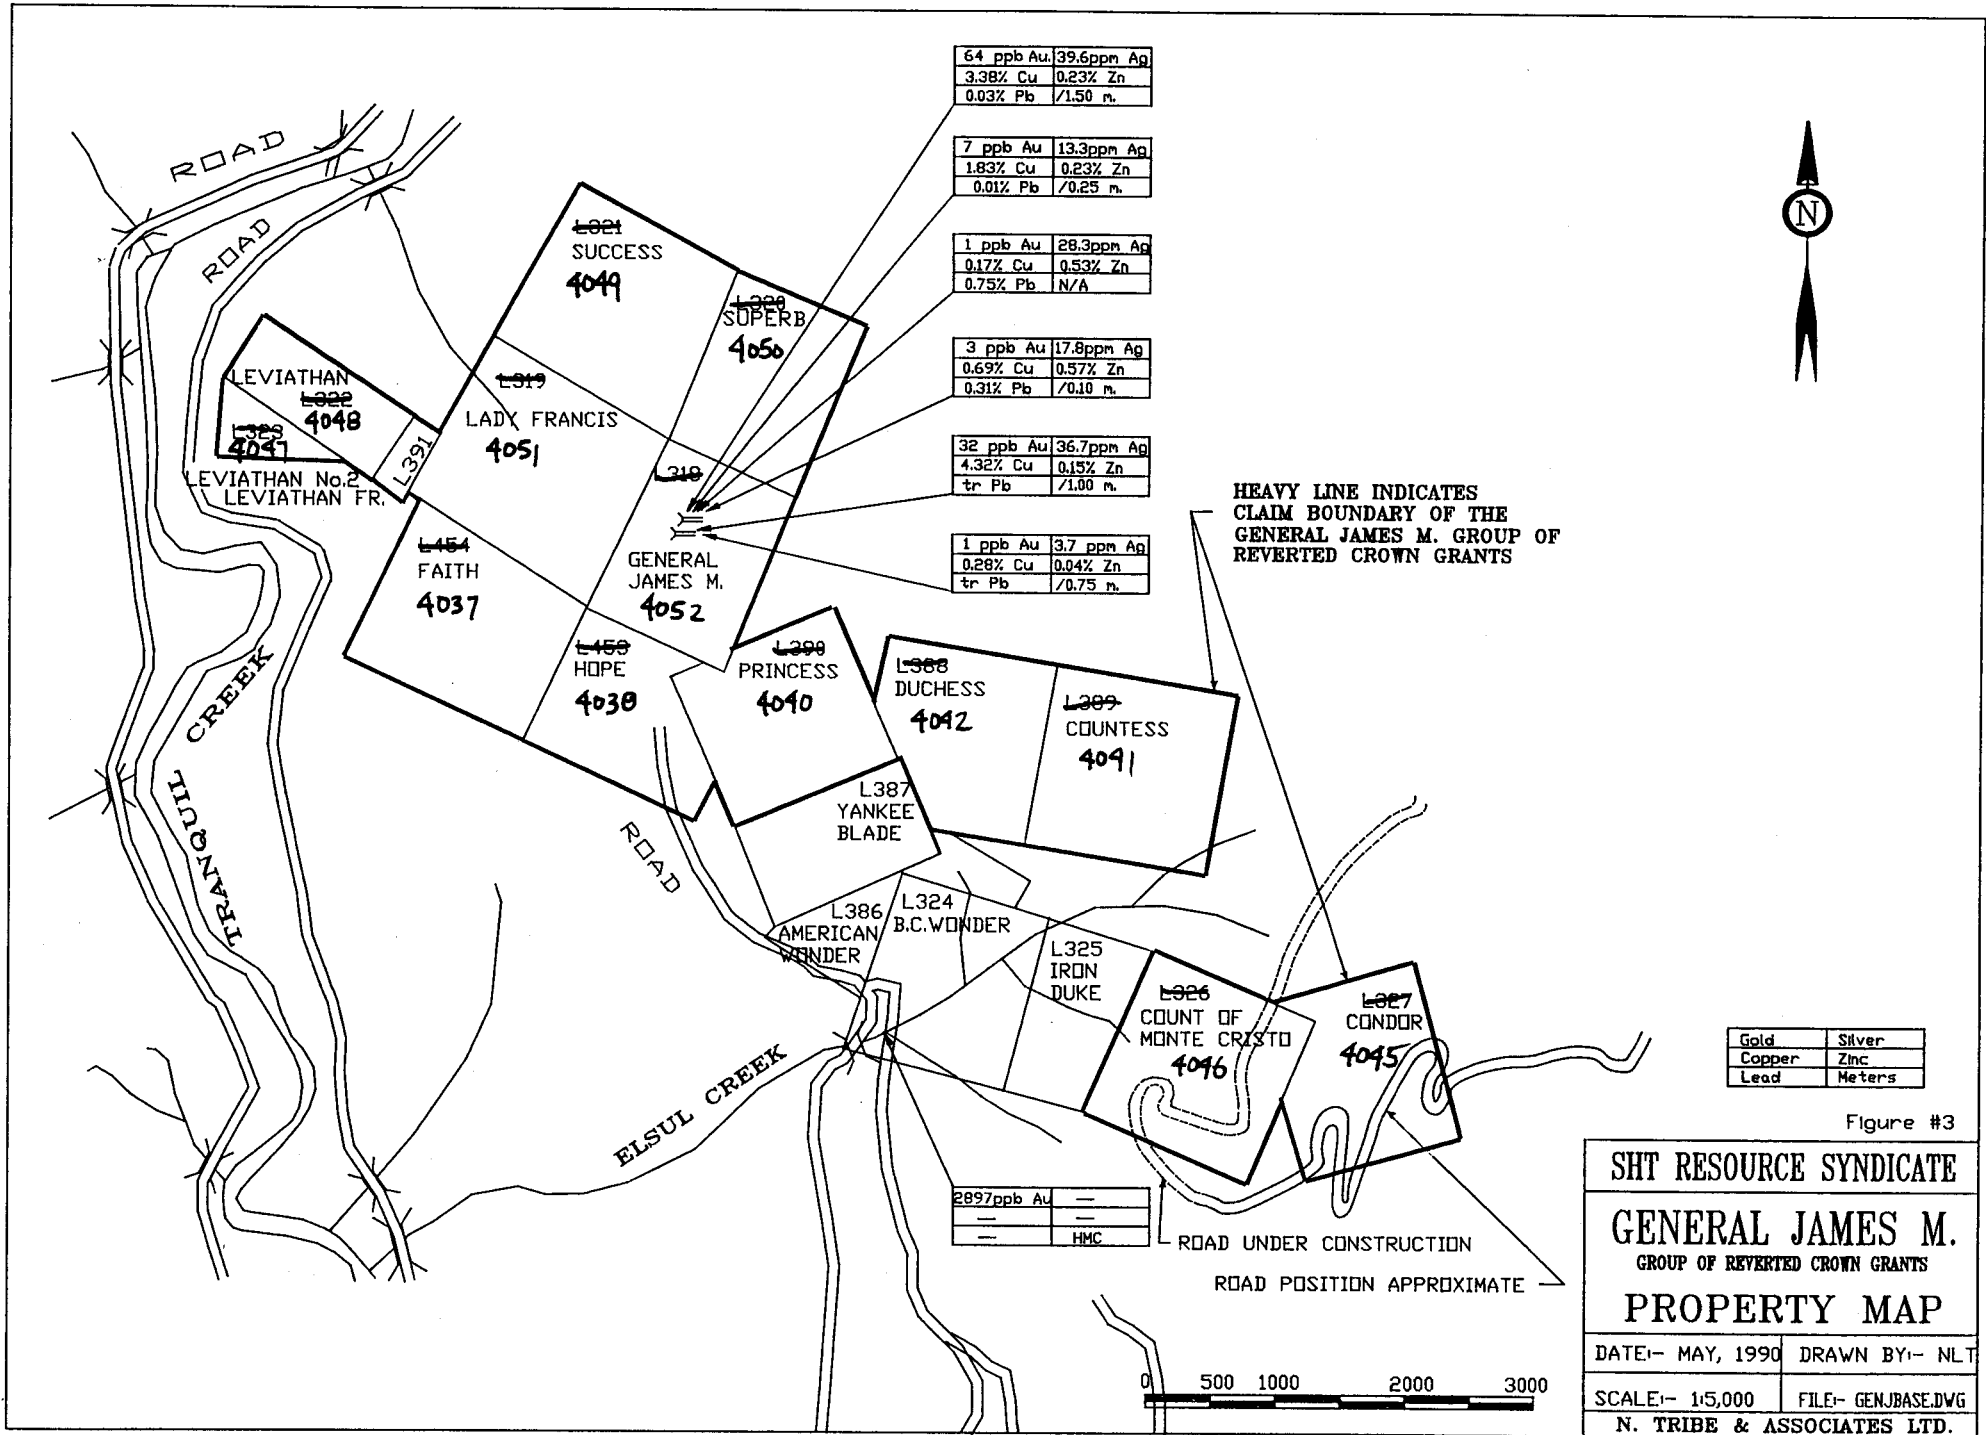 64 ppb Au. 39.6ppm Ag
3.38% Cu 0.23% Zn
0.03% Pb /1.50 m.
7 ppb Au 13.3ppm Ag
1.83% Cu 0.23% Zn
0.01% Pb /0.25 m.
1 ppb Au 28.3ppm Ag
0.17% Cu 0.53% Zn
0.75% Pb N/A
3 ppb Au 17.8ppm Ag
0.69% Cu 0.57% Zn
0.31% Pb /0.10 m.
32 ppb Au 36.7ppm Ag
4.32% Cu 0.15% Zn
tr Pb /1.00 m.
1 ppb Au 3.7 ppm Ag
0.28% Cu 0.04% Zn
tr Pb /0.75 m.
N
ROAD
ROAD
L321
SUCCESS
4049
L320
SUPERB
4050
LEVIATHAN
L322
4048
L323
4047
L391
LEVIATHAN No.2
LEVIATHAN FR.
L319
LADY FRANCIS
4051
L318
GENERAL
JAMES M.
4052
L454
FAITH
4037
L453
HOPE
4038
L390
PRINCESS
4040
L388
DUCHESS
4042
L389
COUNTESS
4041
HEAVY LINE INDICATES
CLAIM BOUNDARY OF THE
GENERAL JAMES M. GROUP OF
REVERTED CROWN GRANTS
TRANQUIL CREEK
ROAD
L387
YANKEE
BLADE
L386
AMERICAN
WONDER
L324
B.C.WONDER
L325
IRON
DUKE
L326
COUNT OF
MONTE CRISTO
4046
L327
CONDOR
4045
ELSUL CREEK
2897ppb Au —
— —
— HMC
ROAD UNDER CONSTRUCTION
ROAD POSITION APPROXIMATE
Gold Silver
Copper Zinc
Lead Meters
Figure #3
SHT RESOURCE SYNDICATE
GENERAL JAMES M.
GROUP OF REVERTED CROWN GRANTS
PROPERTY MAP
DATE:- MAY, 1990 DRAWN BY:- NLT
SCALE:- 1:5,000 FILE:- GENJBASE.DWG
N. TRIBE & ASSOCIATES LTD.
0 500 1000 2000 3000